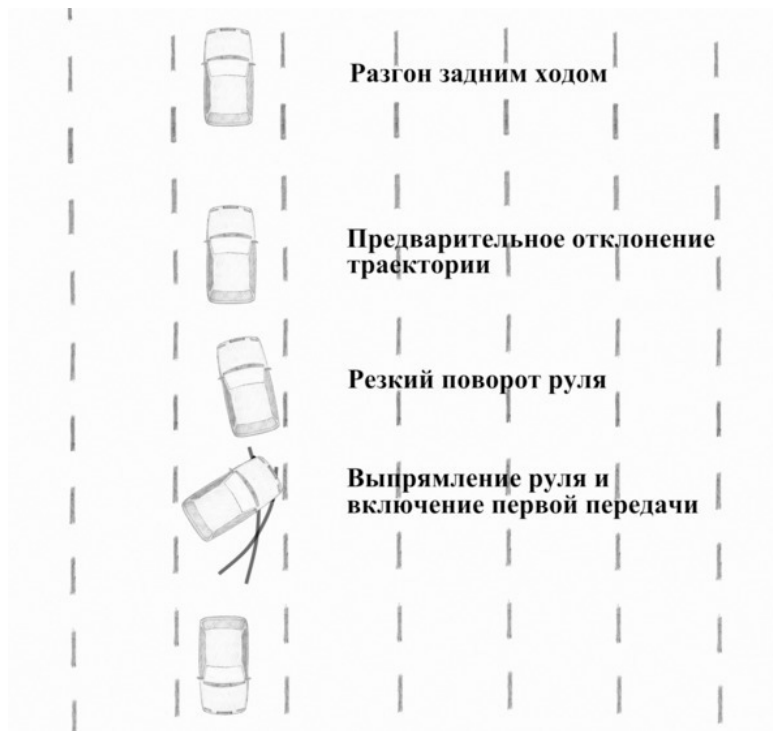 Разгон задним ходом
Предварительное отклонение
траектории
Резкий поворот руля
Выпрямление руля и
включение первой передачи